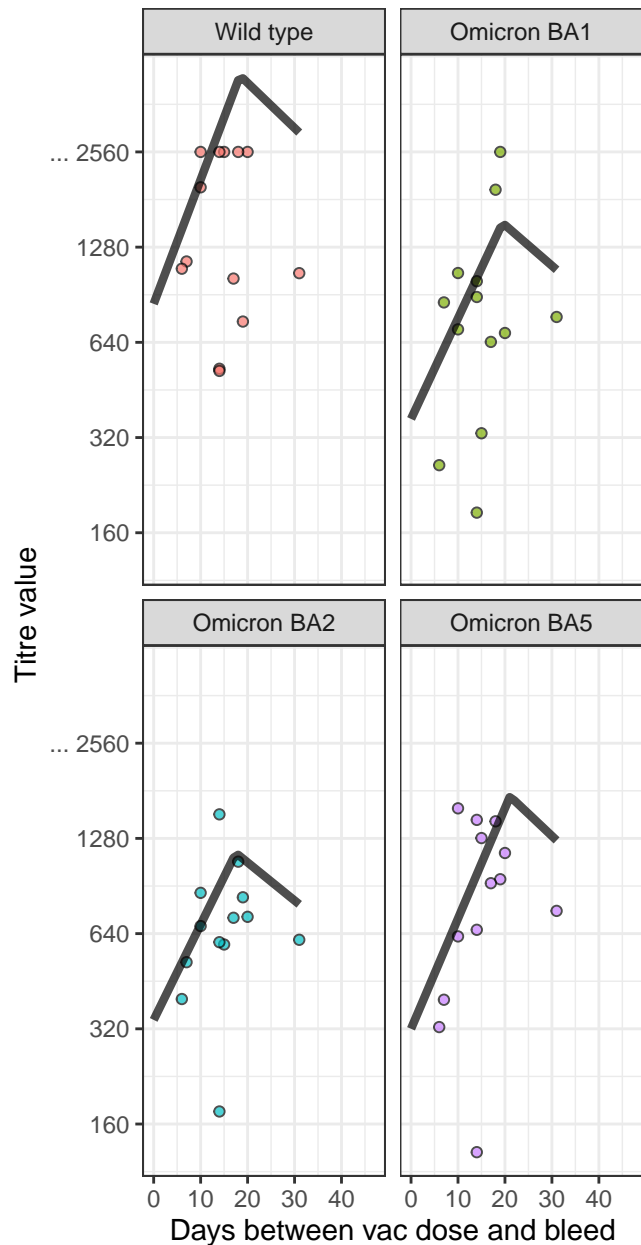 Wild type
Omicron BA1
... 2560
1280
640
320
160
Titre value
Omicron BA2
Omicron BA5
... 2560
1280
640
320
160
0 10 20 30 40
0 10 20 30 40
Days between vac dose and bleed